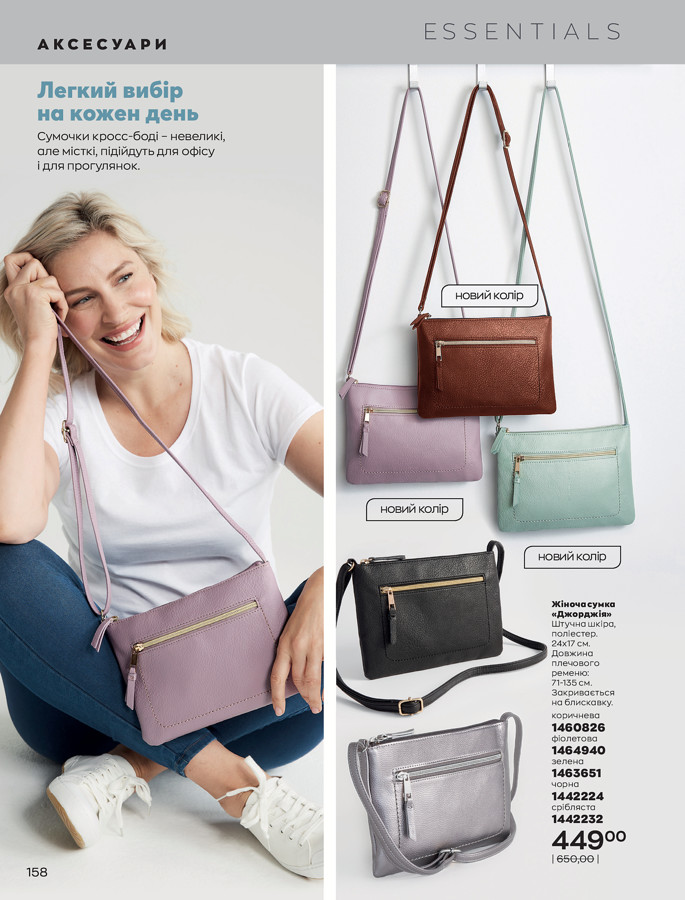 АКСЕСУАРИ
ESSENTIALS
Легкий вибір
на кожен день
Сумочки кросс-боді – невеликі,
але місткі, підійдуть для офісу
і для прогулянок.
новий колір
новий колір
новий колір
Жіноча сумка
«Джорджія»
Штучна шкіра,
поліестер.
24х17 см.
Довжина
плечового
ременю:
71-135 см.
Закривається
на блискавку.
коричнева
1460826
фіолетова
1464940
зелена
1463651
чорна
1442224
срібляста
1442232
44900
| 650,00 |
158